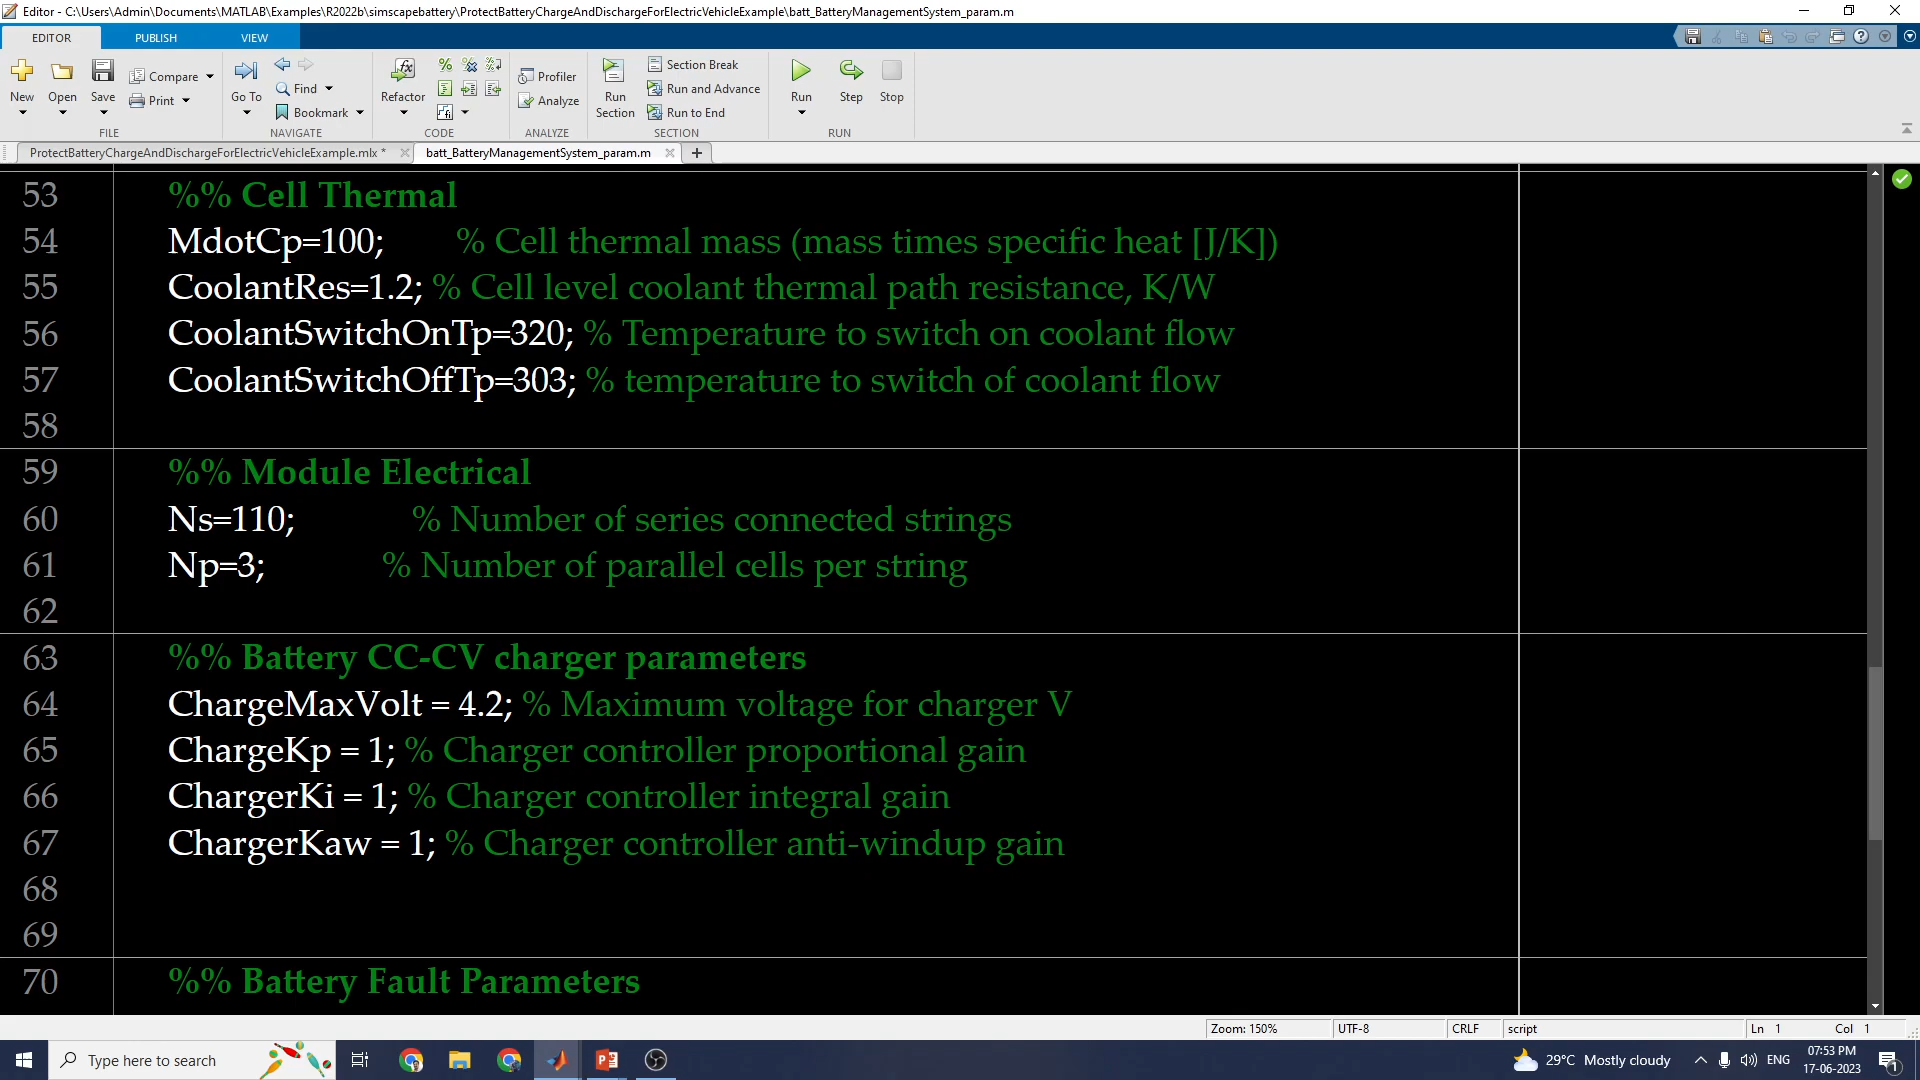 Editor - C:\Users\Admin\Documents\MATLAB\Examples\R2022b\simscapebattery\ProtectBatteryChargeAndDischargeForElectricVehicleExample\batt_BatteryManagementSystem_param.m
EDITOR PUBLISH VIEW
New Open Save Compare Print
Go To Find Bookmark
Refactor
Profiler Analyze
Run Section Section Break Run and Advance Run to End
Run Step Stop
FILE NAVIGATE CODE ANALYZE SECTION RUN
ProtectBatteryChargeAndDischargeForElectricVehicleExample.mlx * batt_BatteryManagementSystem_param.m
53 %% Cell Thermal
54 MdotCp=100; % Cell thermal mass (mass times specific heat [J/K])
55 CoolantRes=1.2; % Cell level coolant thermal path resistance, K/W
56 CoolantSwitchOnTp=320; % Temperature to switch on coolant flow
57 CoolantSwitchOffTp=303; % temperature to switch of coolant flow
58
59 %% Module Electrical
60 Ns=110; % Number of series connected strings
61 Np=3; % Number of parallel cells per string
62
63 %% Battery CC-CV charger parameters
64 ChargeMaxVolt = 4.2; % Maximum voltage for charger V
65 ChargeKp = 1; % Charger controller proportional gain
66 ChargerKi = 1; % Charger controller integral gain
67 ChargerKaw = 1; % Charger controller anti-windup gain
68
69
70 %% Battery Fault Parameters
Zoom: 150% UTF-8 CRLF script Ln 1 Col 1
Type here to search
29°C Mostly cloudy ENG 07:53 PM
17-06-2023